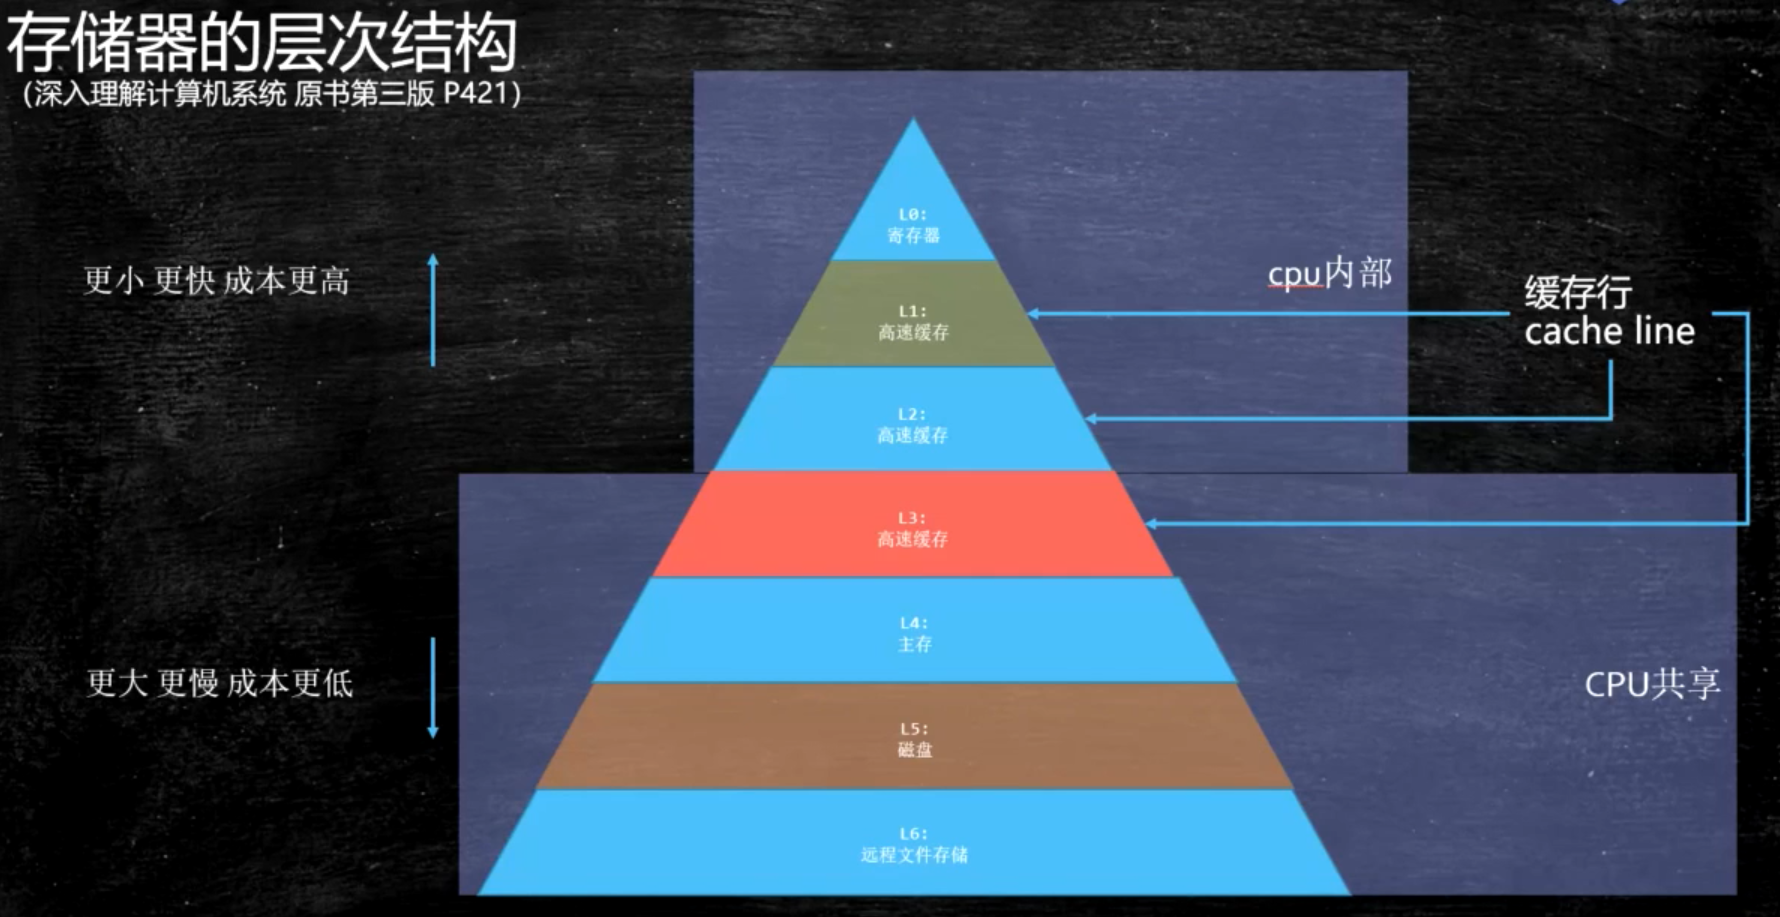 存储器的层次结构
（深入理解计算机系统 原书第三版 P421）
L0:
寄存器
更小 更快 成本更高
cpu内部
缓存行
cache line
L1:
高速缓存
L2:
高速缓存
L3:
高速缓存
L4:
主存
更大 更慢 成本更低
CPU共享
L5:
磁盘
L6:
远程文件存储